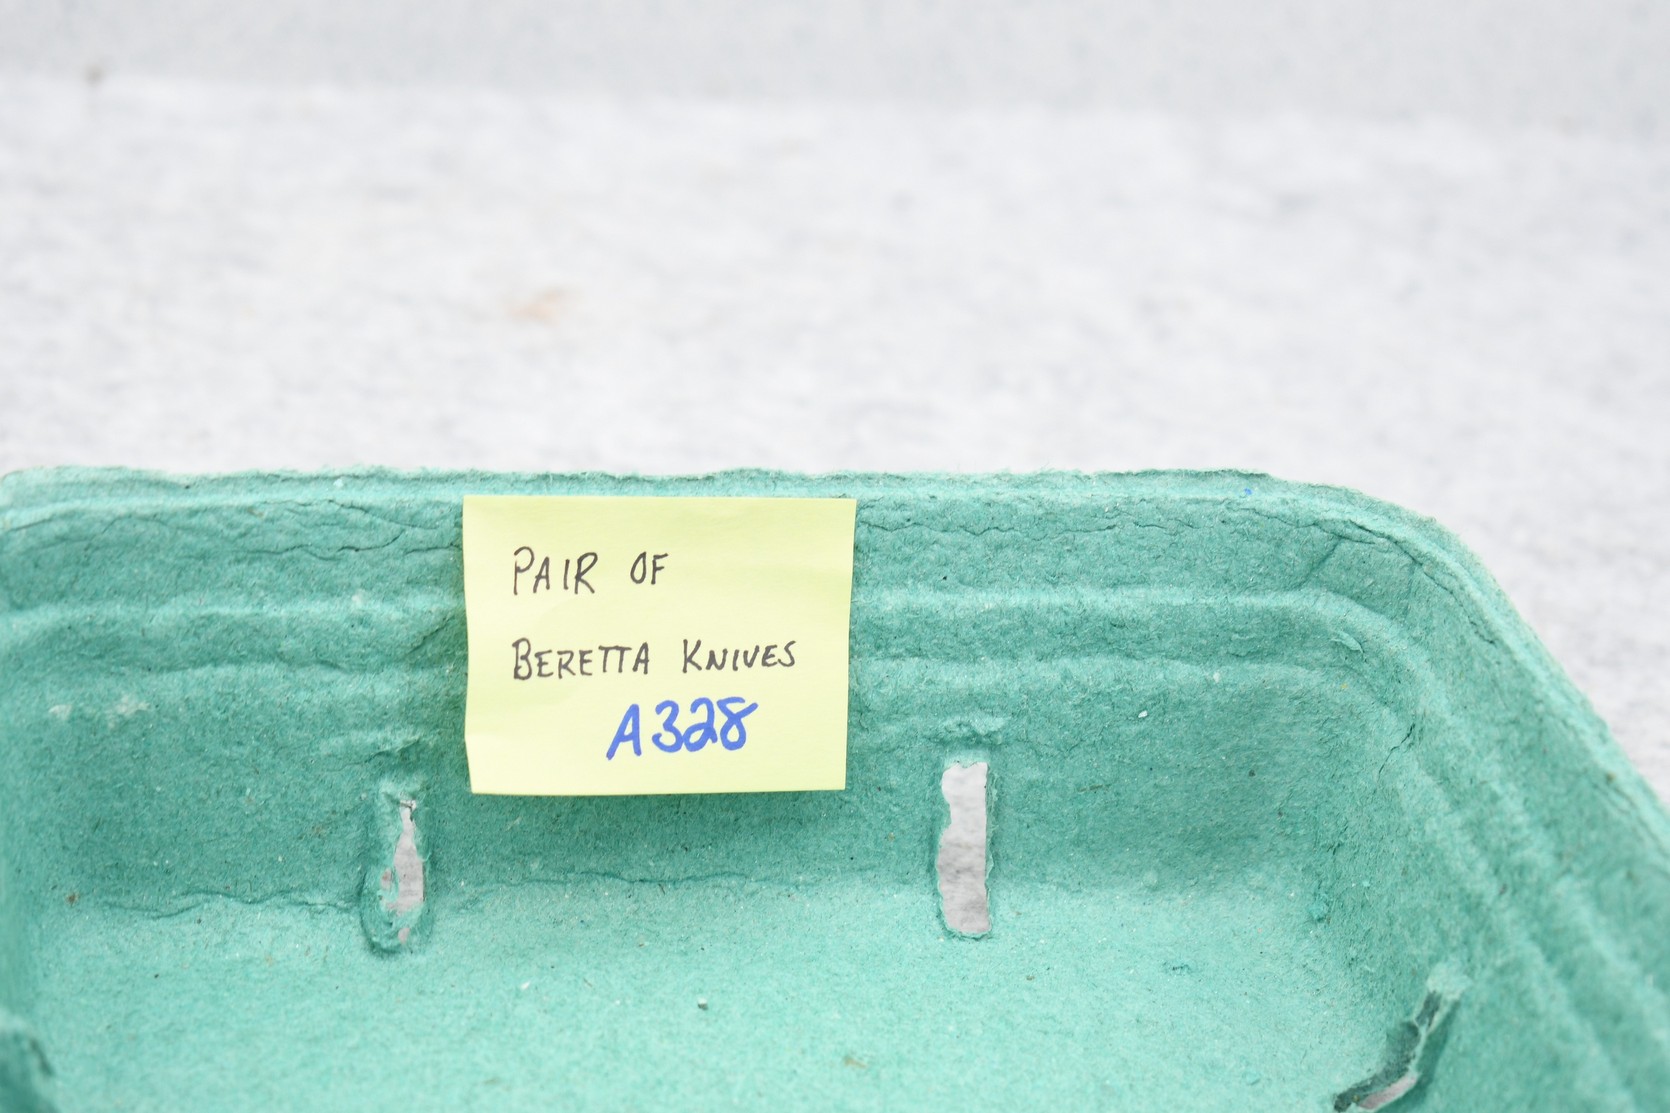 PAIR OF
BERETTA KNIVES
A328